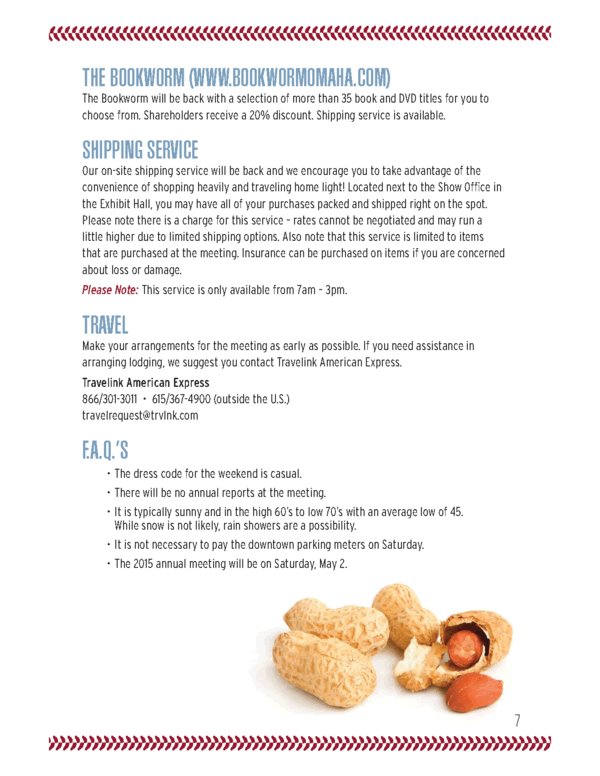 THE BOOKWORM (WWW.BOOKWORMOMAHA.COM)
The Bookworm will be back with a selection of more than 35 book and DVD titles for you to
choose from. Shareholders receive a 20% discount. Shipping service is available.
SHIPPING SERVICE
Our on-site shipping service will be back and we encourage you to take advantage of the
convenience of shopping heavily and traveling home light! Located next to the Show Office in
the Exhibit Hall, you may have all of your purchases packed and shipped right on the spot.
Please note there is a charge for this service - rates cannot be negotiated and may run a
little higher due to limited shipping options. Also note that this service is limited to items
that are purchased at the meeting. Insurance can be purchased on items if you are concerned
about loss or damage.
Please Note: This service is only available from 7am - 3pm.
TRAVEL
Make your arrangements for the meeting as early as possible. If you need assistance in
arranging lodging, we suggest you contact Travelink American Express.
Travelink American Express
866/301-3011 • 615/367-4900 (outside the U.S.)
travelrequest@trvlnk.com
F.A.Q.'S
• The dress code for the weekend is casual.
• There will be no annual reports at the meeting.
• It is typically sunny and in the high 60's to low 70's with an average low of 45.
While snow is not likely, rain showers are a possibility.
• It is not necessary to pay the downtown parking meters on Saturday.
• The 2015 annual meeting will be on Saturday, May 2.
7